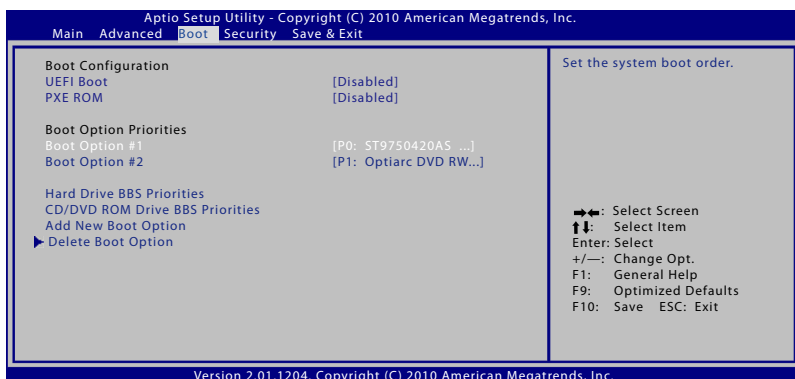 Aptio Setup Utility - Copyright (C) 2010 American Megatrends, Inc.
Main Advanced Boot Security Save & Exit
Boot Configuration
UEFI Boot [Disabled]
PXE ROM [Disabled]
Boot Option Priorities
Boot Option #1 [P0: ST9750420AS ...]
Boot Option #2 [P1: Optiarc DVD RW...]
Hard Drive BBS Priorities
CD/DVD ROM Drive BBS Priorities
Add New Boot Option
Delete Boot Option
Set the system boot order.
→←: Select Screen
↑↓: Select Item
Enter: Select
+/—: Change Opt.
F1: General Help
F9: Optimized Defaults
F10: Save ESC: Exit
Version 2.01.1204. Copyright (C) 2010 American Megatrends, Inc.